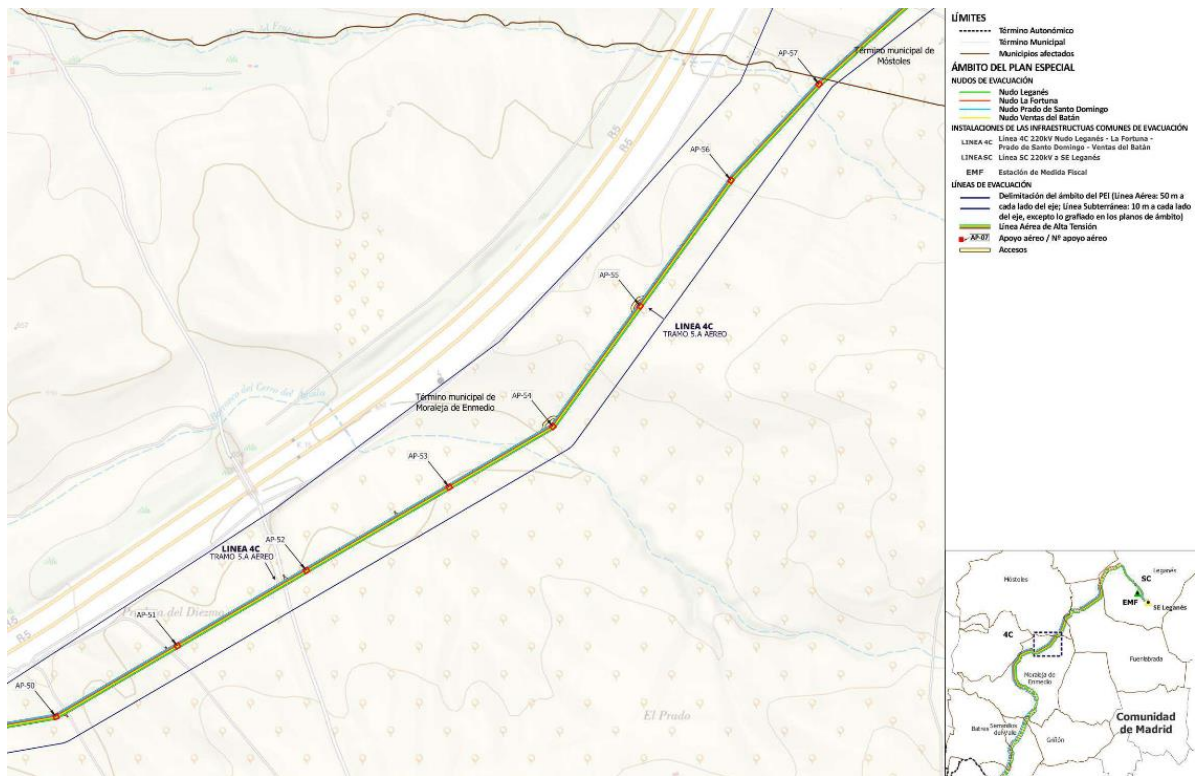 AP-57
Término municipal de
Móstoles
R5
R5
AP-56
AP-55
LINEA 4C
TRAMO 5.A AEREO
Término municipal de
Moraleja de Enmedio
AP-54
AP-53
AP-52
LINEA 4C
TRAMO 5.A AEREO
AP-51
del Diezmo
R5
AP-50
El Prado
LÍMITES
Término Autonómico
Término Municipal
Municipios afectados
ÁMBITO DEL PLAN ESPECIAL
NUDOS DE EVACUACIÓN
Nudo Leganés
Nudo La Fortuna
Nudo Prado de Santo Domingo
Nudo Ventas del Batán
INSTALACIONES DE LAS INFRAESTRUCTUAS COMUNES DE EVACUACIÓN
LINEA 4C Línea 4C 220kV Nudo Leganés - La Fortuna -
Prado de Santo Domingo - Ventas del Batán
LINEA SC Línea SC 220kV a SE Leganés
EMF Estación de Medida Fiscal
LÍNEAS DE EVACUACIÓN
Delimitación del ámbito del PEI (Línea Aérea: 50 m a
cada lado del eje; Línea Subterránea: 10 m a cada lado
del eje, excepto lo grafiado en los planos de ámbito)
Línea Aérea de Alta Tensión
AP-07 Apoyo aéreo / Nº apoyo aéreo
Accesos
Móstoles
Leganés
SC
EMF
SE Leganés
4C
Fuenlabrada
Moraleja de
Enmedio
Batres
Griñón
Comunidad
de Madrid